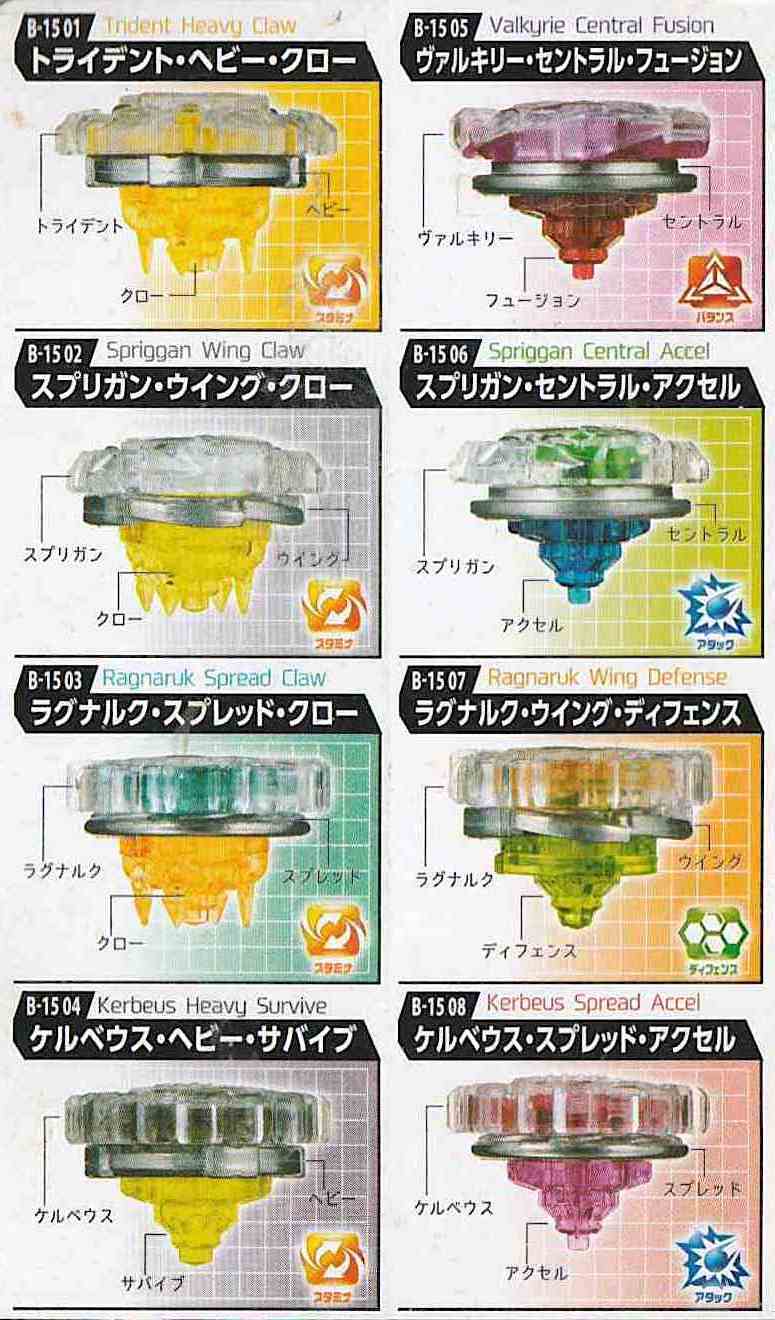 B-15 01 Trident Heavy Claw
トライデント・ヘビー・クロー
トライデント
ヘビー
クロー
スタミナ
B-15 02 Spriggan Wing Claw
スプリガン・ウイング・クロー
スプリガン
ウイング
クロー
スタミナ
B-15 03 Ragnaruk Spread Claw
ラグナルク・スプレッド・クロー
ラグナルク
スプレッド
クロー
スタミナ
B-15 04 Kerbeus Heavy Survive
ケルベウス・ヘビー・サバイブ
ケルベウス
ヘビー
サバイブ
スタミナ
B-15 05 Valkyrie Central Fusion
ヴァルキリー・セントラル・フュージョン
ヴァルキリー
セントラル
フュージョン
バランス
B-15 06 Spriggan Central Accel
スプリガン・セントラル・アクセル
スプリガン
セントラル
アクセル
アタック
B-15 07 Ragnaruk Wing Defense
ラグナルク・ウイング・ディフェンス
ラグナルク
ウイング
ディフェンス
ディフェンス
B-15 08 Kerbeus Spread Accel
ケルベウス・スプレッド・アクセル
ケルベウス
スプレッド
アクセル
アタック